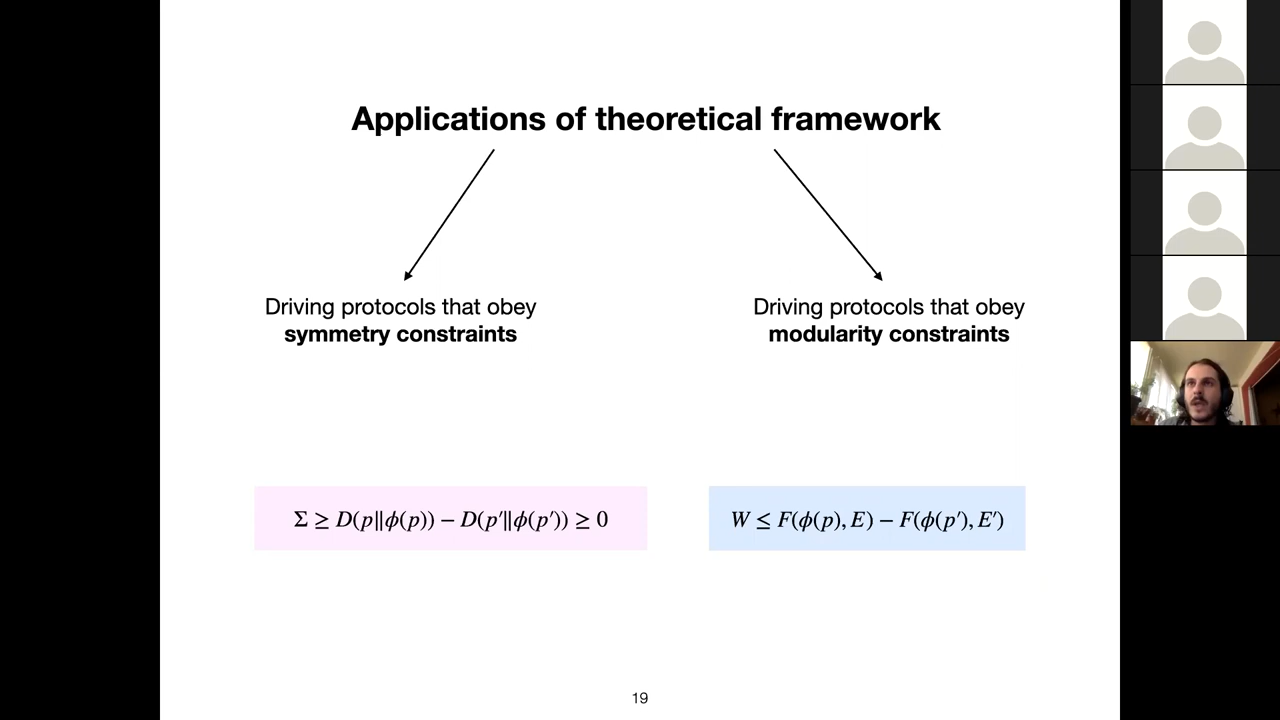 Applications of theoretical framework
Driving protocols that obey
symmetry constraints
Driving protocols that obey
modularity constraints
Σ ≥ D(p∥ϕ(p)) − D(p′∥ϕ(p′)) ≥ 0
W ≤ F(ϕ(p), E) − F(ϕ(p′), E′)
19